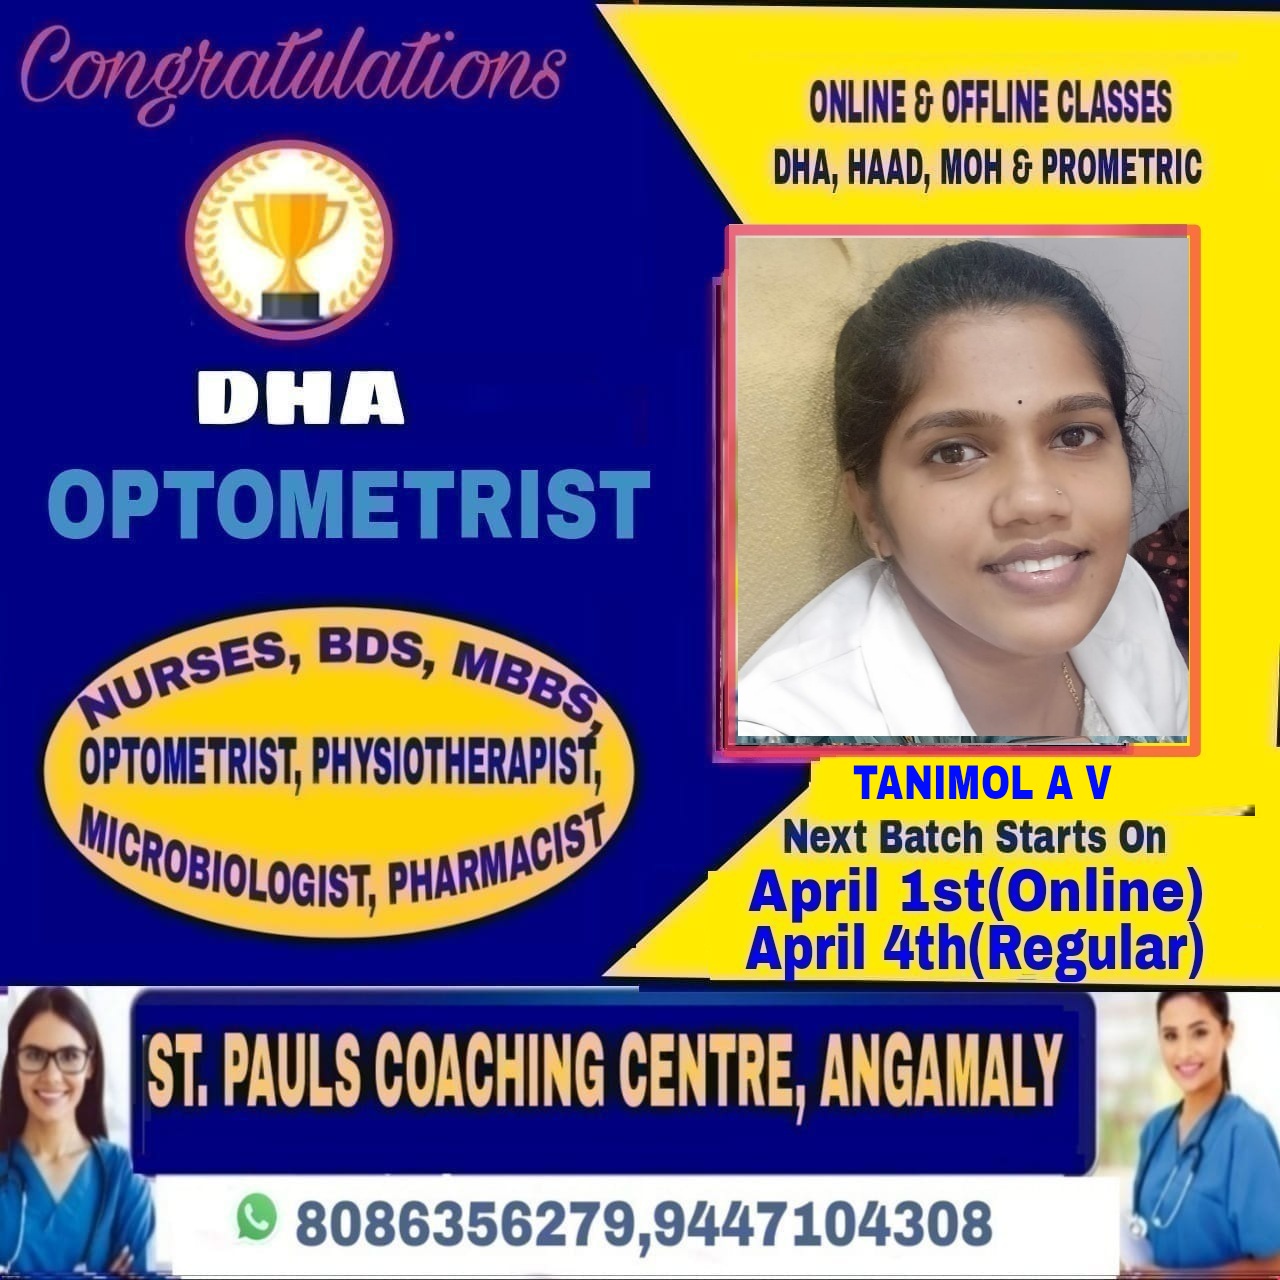 Congratulations
DHA
OPTOMETRIST
NURSES, BDS, MBBS,
OPTOMETRIST, PHYSIOTHERAPIST,
MICROBIOLOGIST, PHARMACIST
ONLINE & OFFLINE CLASSES
DHA, HAAD, MOH & PROMETRIC
TANIMOL A V
Next Batch Starts On
April 1st(Online)
April 4th(Regular)
ST. PAULS COACHING CENTRE, ANGAMALY
8086356279,9447104308